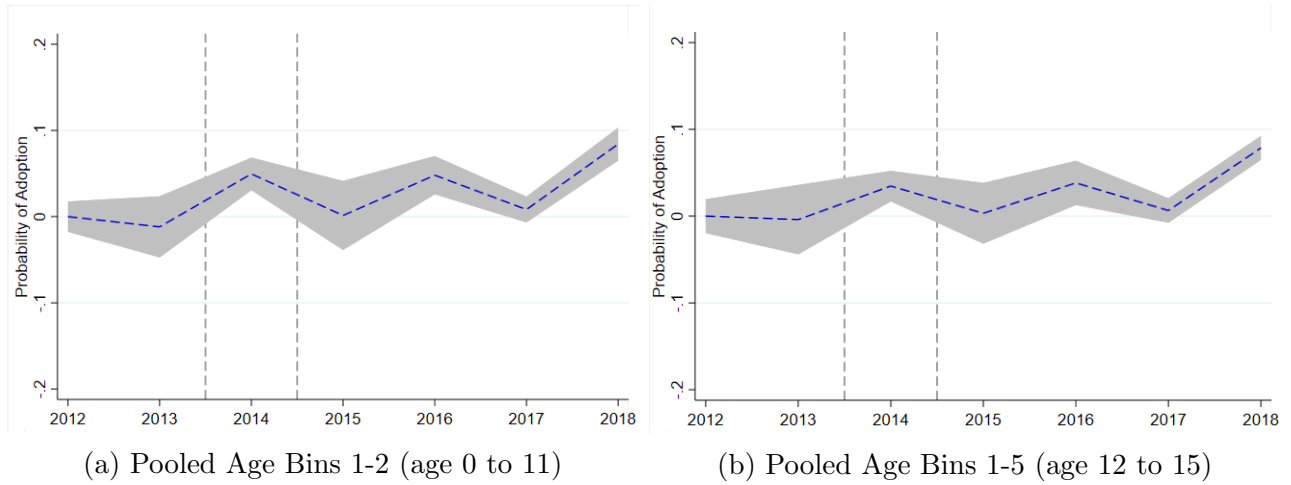 .2
.1
0
-.1
-.2
Probability of Adoption
2012 2013 2014 2015 2016 2017 2018
(a) Pooled Age Bins 1-2 (age 0 to 11)
.2
.1
0
-.1
-.2
Probability of Adoption
2012 2013 2014 2015 2016 2017 2018
(b) Pooled Age Bins 1-5 (age 12 to 15)